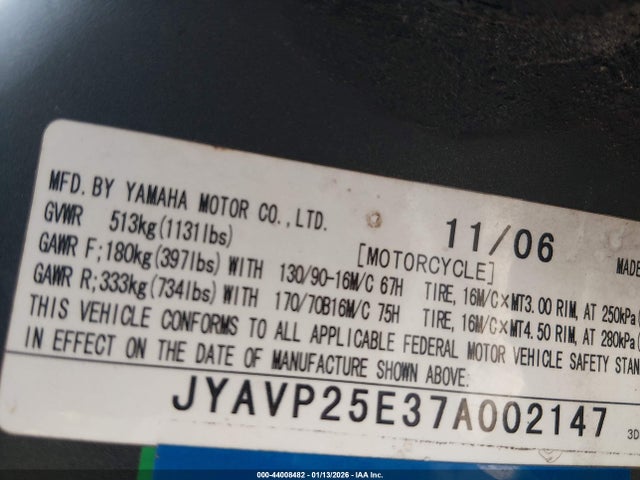 MFD. BY YAMAHA MOTOR CO., LTD. 11/06 MADE
GVWR 513kg(1131lbs) [MOTORCYCLE]
GAWR F;180kg(397lbs) WITH 130/90-16M/C 67H TIRE, 16M/C×MT3.00 RIM, AT 250kPa(
GAWR R;333kg(734lbs) WITH 170/70B16M/C 75H TIRE, 16M/C×MT4.50 RIM, AT 280kPa(
THIS VEHICLE CONFORMS TO ALL APPLICABLE FEDERAL MOTOR VEHICLE SAFETY STAN
IN EFFECT ON THE DATE OF MANUFACTURE SHOWN ABOVE.
JYAVP25E37A002147 3D
000-44008482 - 01/13/2026 - IAA Inc.